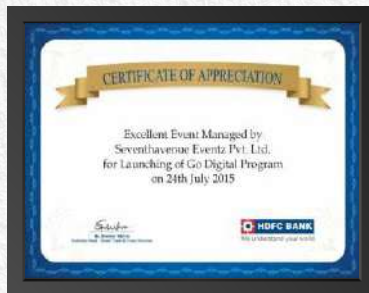 CERTIFICATE OF APPRECIATION
Excellent Event Managed by
Seventhavenue Eventz Pvt. Ltd.
for Launching of Go Digital Program
on 24th July 2015
HDFC BANK
We understand your world